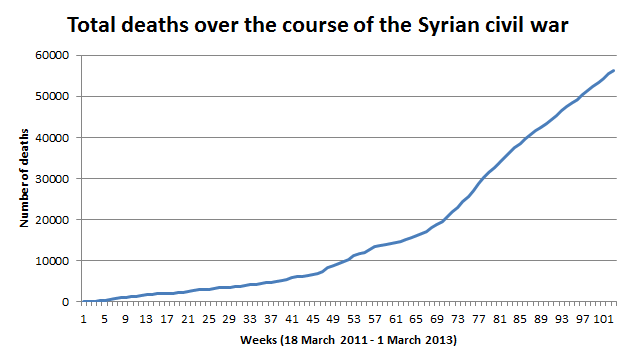 Total deaths over the course of the Syrian civil war
60000
50000
40000
30000
20000
10000
0
Number of deaths
1 5 9 13 17 21 25 29 33 37 41 45 49 53 57 61 65 69 73 77 81 85 89 93 97 101
Weeks (18 March 2011 - 1 March 2013)